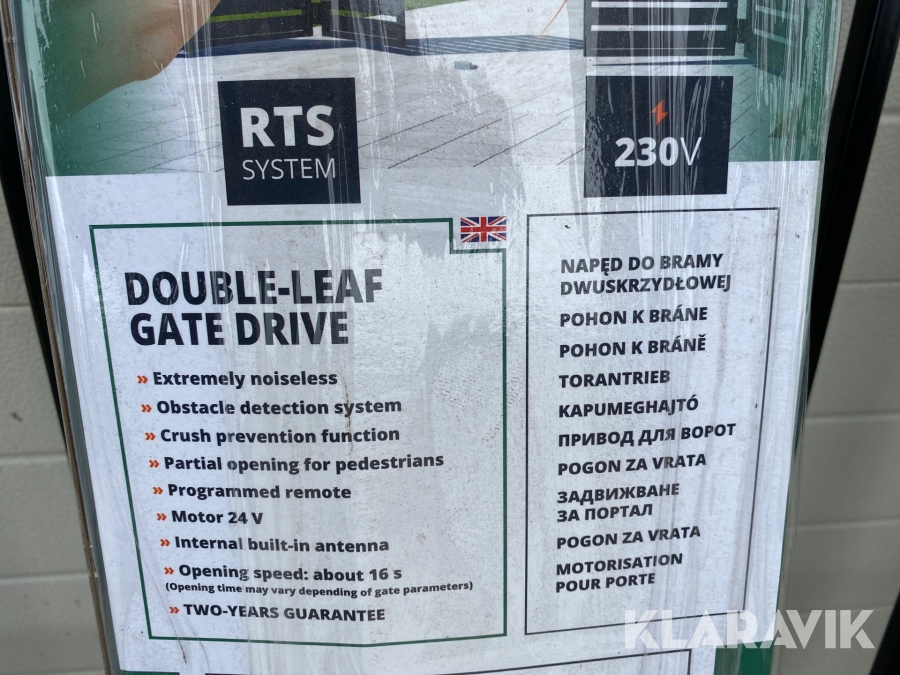 RTS
SYSTEM
230V
DOUBLE-LEAF
GATE DRIVE
» Extremely noiseless
» Obstacle detection system
» Crush prevention function
» Partial opening for pedestrians
» Programmed remote
» Motor 24 V
» Internal built-in antenna
» Opening speed: about 16 s
(Opening time may vary depending of gate parameters)
» TWO-YEARS GUARANTEE
NAPĘD DO BRAMY
DWUSKRZYDŁOWEJ
POHON K BRÁNE
POHON K BRÁNĚ
TORANTRIEB
KAPUMEGHAJTÓ
ПРИВОД ДЛЯ ВОРОТ
POGON ZA VRATA
ЗАДВИЖВАНЕ
ЗА ПОРТАЛ
POGON ZA VRATA
MOTORISATION
POUR PORTE
KLARAVIK